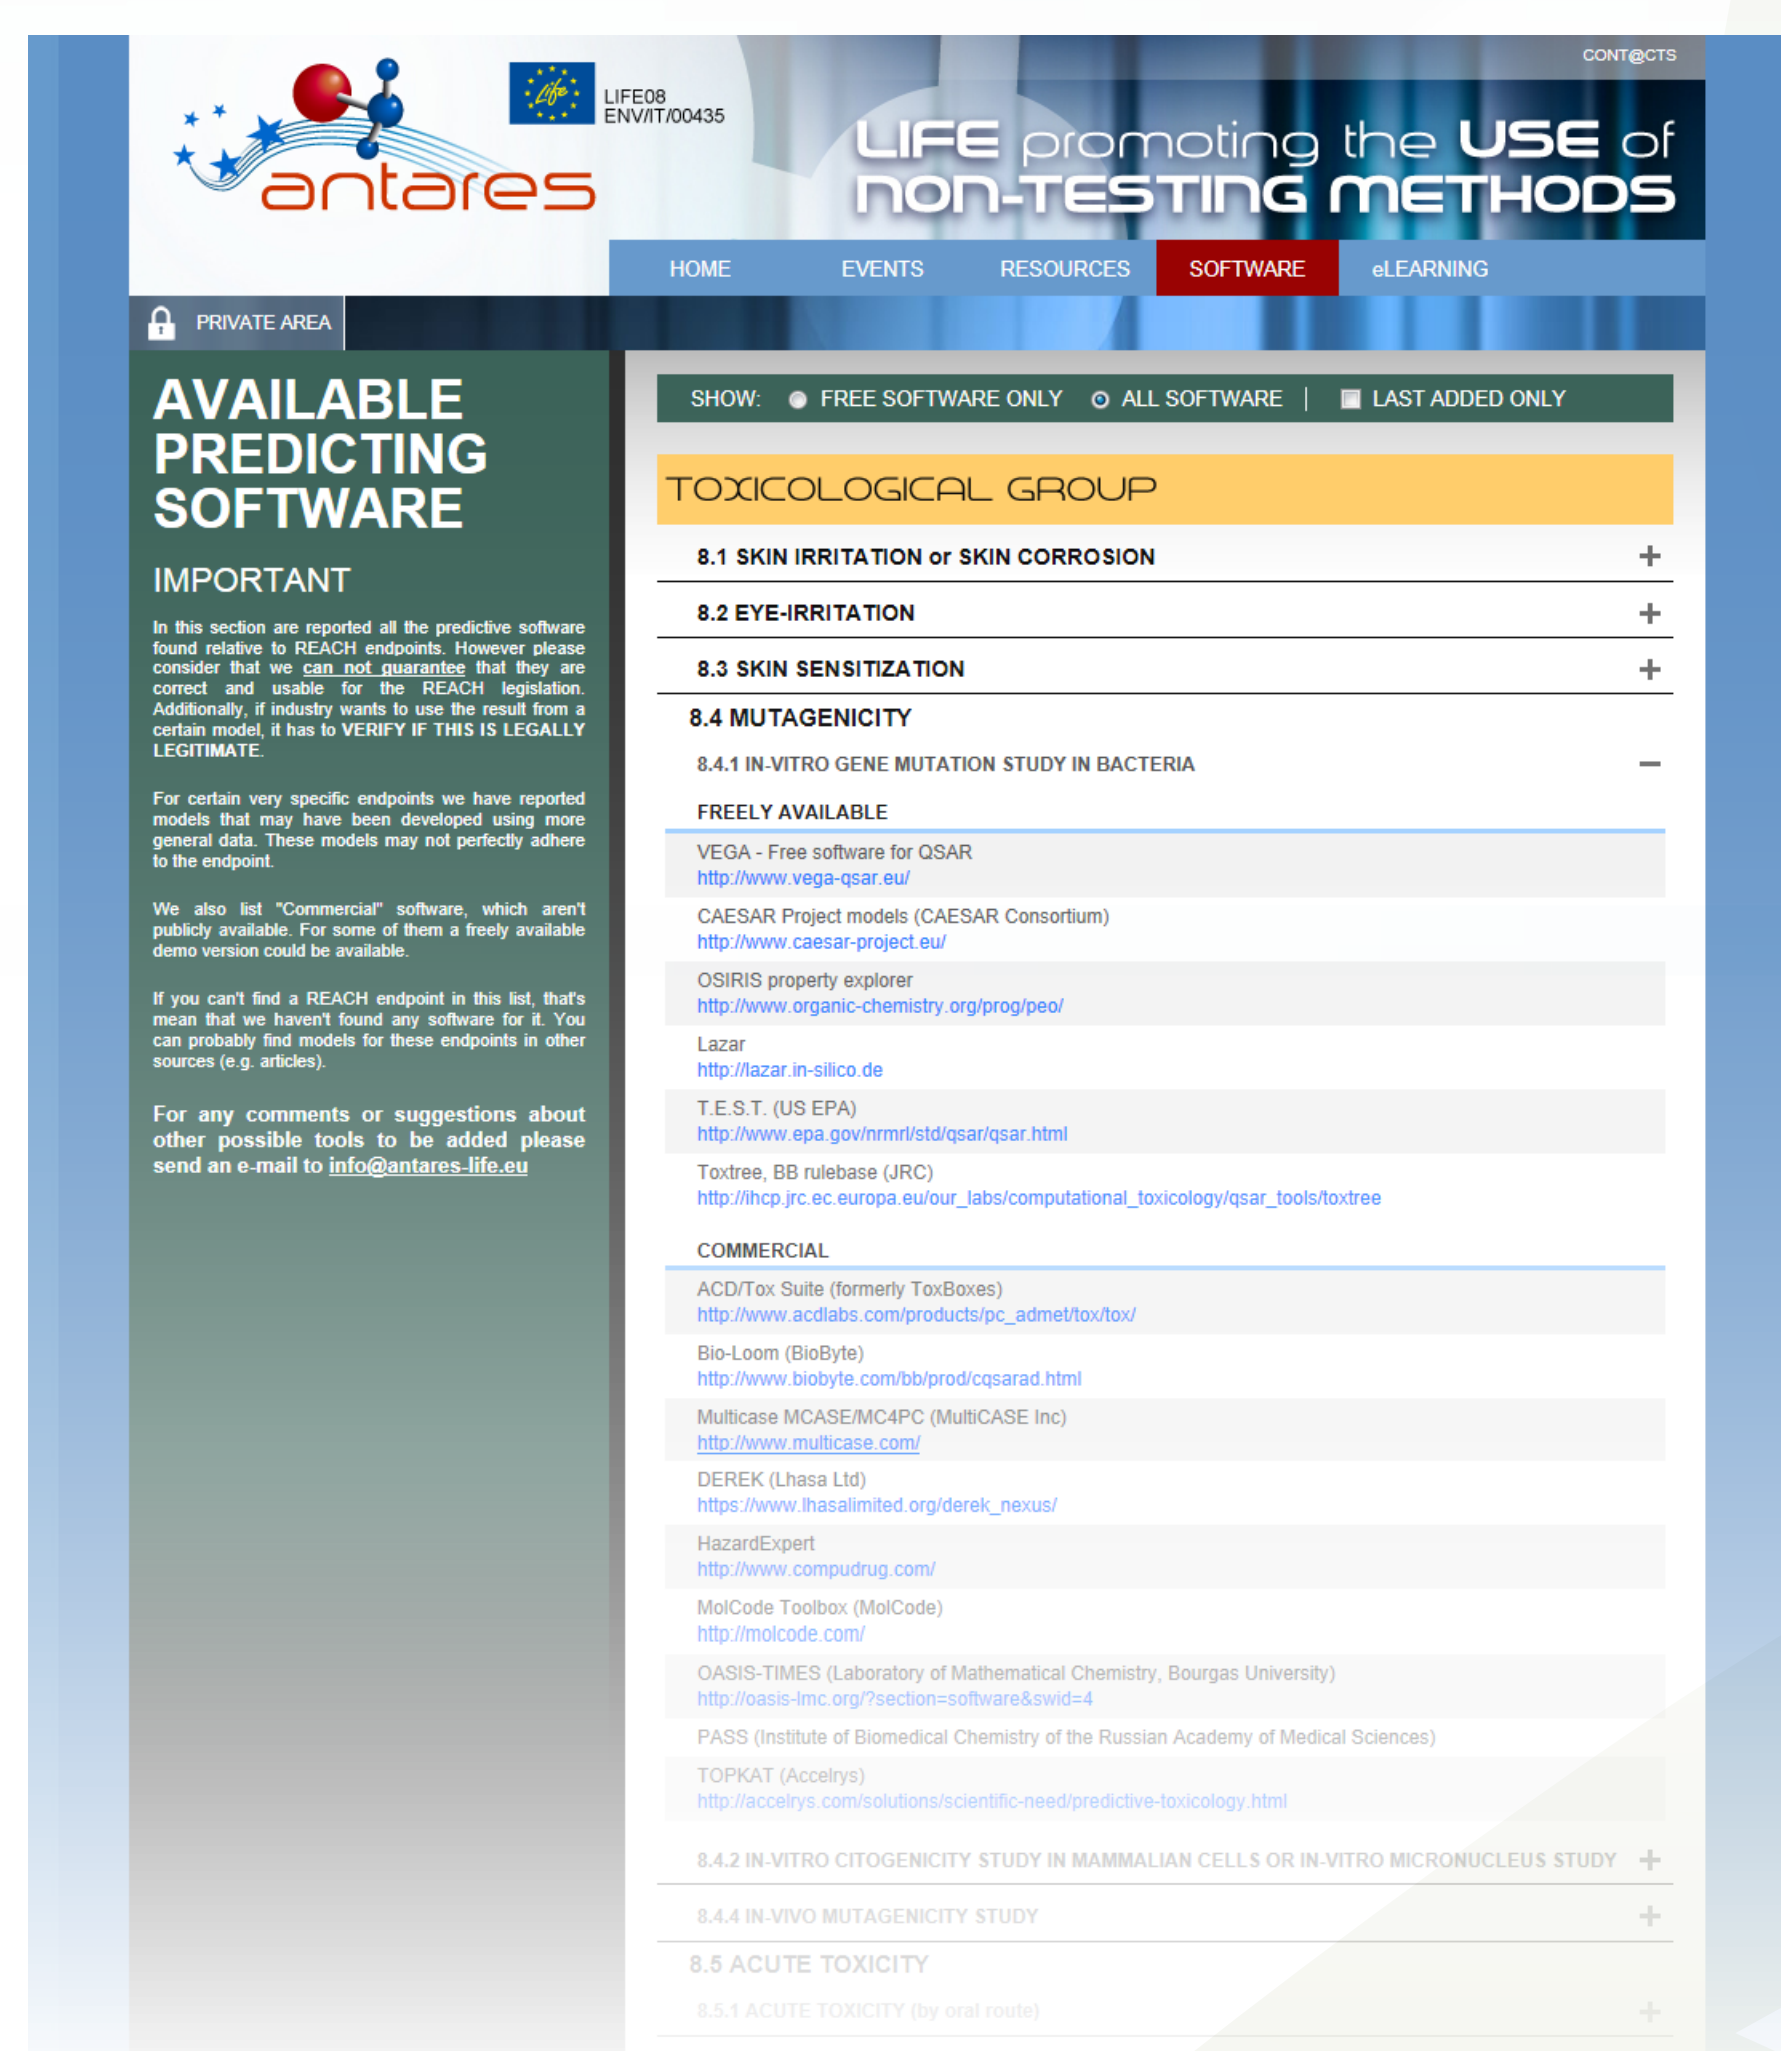 CONT@CTS
Life
LIFE08
ENV/IT/00435
antares
LIFE promoting the USE of
NON-TESTING METHODS
HOME EVENTS RESOURCES SOFTWARE eLEARNING
PRIVATE AREA
AVAILABLE
PREDICTING
SOFTWARE
IMPORTANT
In this section are reported all the predictive software
found relative to REACH endpoints. However please
consider that we can not guarantee that they are
correct and usable for the REACH legislation.
Additionally, if industry wants to use the result from a
certain model, it has to VERIFY IF THIS IS LEGALLY
LEGITIMATE.
For certain very specific endpoints we have reported
models that may have been developed using more
general data. These models may not perfectly adhere
to the endpoint.
We also list "Commercial" software, which aren't
publicly available. For some of them a freely available
demo version could be available.
If you can't find a REACH endpoint in this list, that's
mean that we haven't found any software for it. You
can probably find models for these endpoints in other
sources (e.g. articles).
For any comments or suggestions about
other possible tools to be added please
send an e-mail to info@antares-life.eu
SHOW: FREE SOFTWARE ONLY ALL SOFTWARE | LAST ADDED ONLY
TOXICOLOGICAL GROUP
8.1 SKIN IRRITATION or SKIN CORROSION +
8.2 EYE-IRRITATION +
8.3 SKIN SENSITIZATION +
8.4 MUTAGENICITY
8.4.1 IN-VITRO GENE MUTATION STUDY IN BACTERIA −
FREELY AVAILABLE
VEGA - Free software for QSAR
http://www.vega-qsar.eu/
CAESAR Project models (CAESAR Consortium)
http://www.caesar-project.eu/
OSIRIS property explorer
http://www.organic-chemistry.org/prog/peo/
Lazar
http://lazar.in-silico.de
T.E.S.T. (US EPA)
http://www.epa.gov/nrmrl/std/qsar/qsar.html
Toxtree, BB rulebase (JRC)
http://ihcp.jrc.ec.europa.eu/our_labs/computational_toxicology/qsar_tools/toxtree
COMMERCIAL
ACD/Tox Suite (formerly ToxBoxes)
http://www.acdlabs.com/products/pc_admet/tox/tox/
Bio-Loom (BioByte)
http://www.biobyte.com/bb/prod/cqsarad.html
Multicase MCASE/MC4PC (MultiCASE Inc)
http://www.multicase.com/
DEREK (Lhasa Ltd)
https://www.lhasalimited.org/derek_nexus/
HazardExpert
http://www.compudrug.com/
MolCode Toolbox (MolCode)
http://molcode.com/
OASIS-TIMES (Laboratory of Mathematical Chemistry, Bourgas University)
http://oasis-lmc.org/?section=software&swid=4
PASS (Institute of Biomedical Chemistry of the Russian Academy of Medical Sciences)
TOPKAT (Accelrys)
http://accelrys.com/solutions/scientific-need/predictive-toxicology.html
8.4.2 IN-VITRO CITOGENICITY STUDY IN MAMMALIAN CELLS OR IN-VITRO MICRONUCLEUS STUDY +
8.4.4 IN-VIVO MUTAGENICITY STUDY +
8.5 ACUTE TOXICITY
8.5.1 ACUTE TOXICITY (by oral route) +